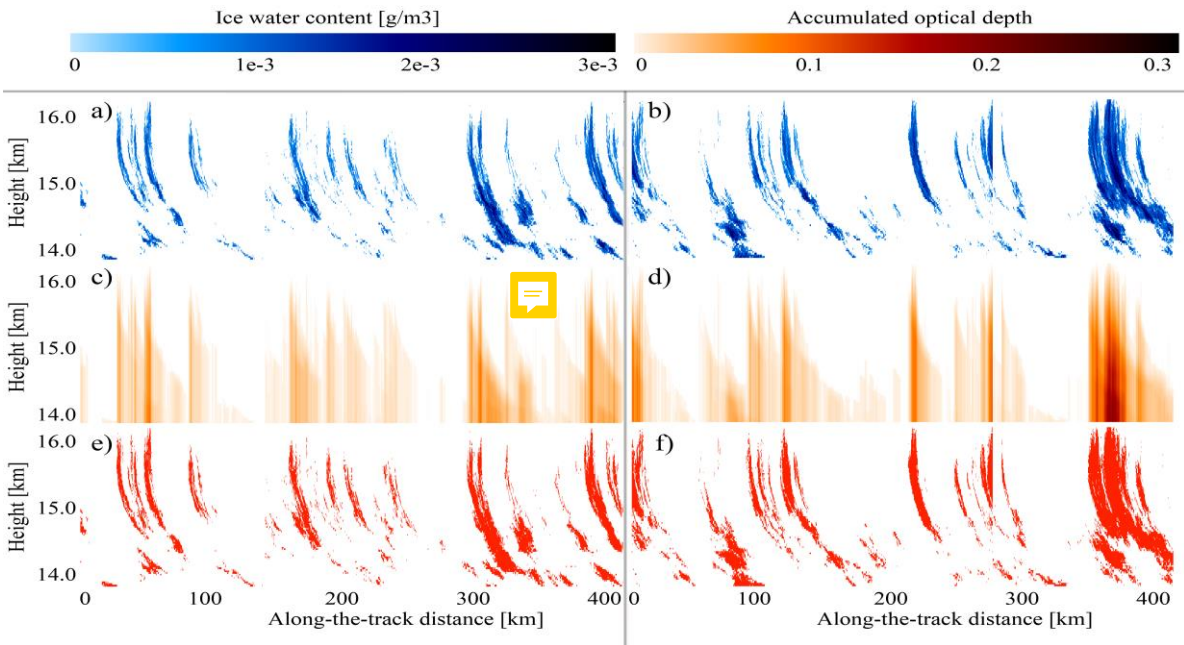 Ice water content [g/m3]
Accumulated optical depth
0 1e-3 2e-3 3e-3
0 0.1 0.2 0.3
a)
b)
16.0
15.0
14.0
Height [km]
c)
d)
16.0
15.0
14.0
Height [km]
e)
f)
16.0
15.0
14.0
Height [km]
0 100 200 300 400
0 100 200 300 400
Along-the-track distance [km]
Along-the-track distance [km]